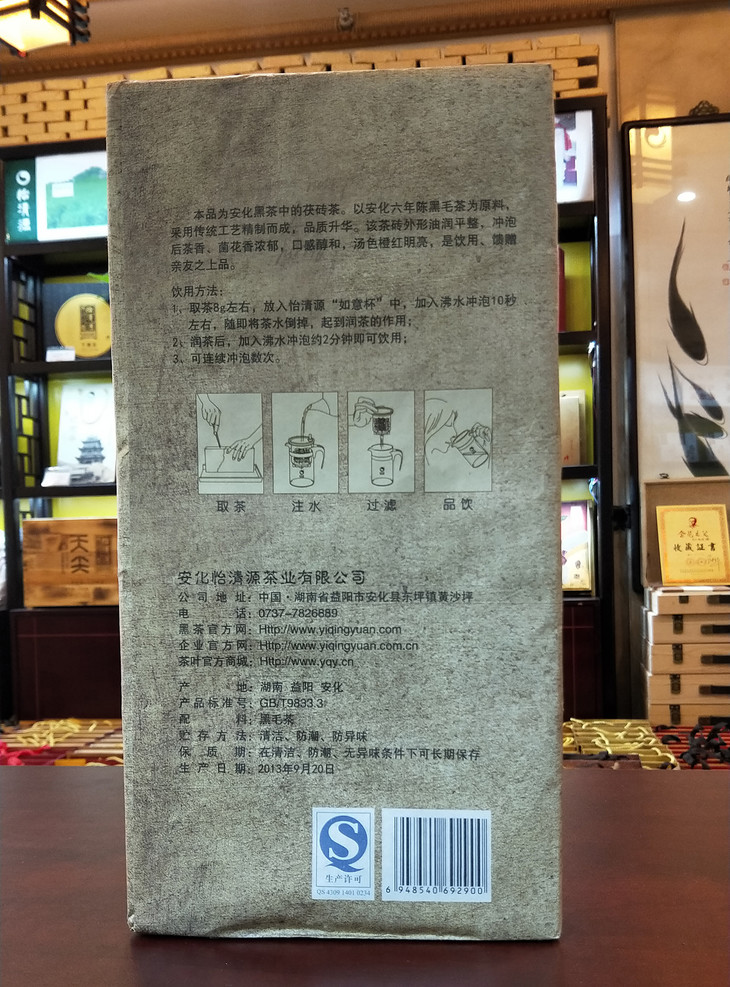 本品为安化黑茶中的茯砖茶。以安化六年陈黑毛茶为原料，
采用传统工艺精制而成，品质升华。该茶砖外形油润平整，冲泡
后茶香、菌花香浓郁，口感醇和，汤色橙红明亮，是饮用、馈赠
亲友之上品。
饮用方法：
1、取茶8g左右，放入怡清源“如意杯”中，加入沸水冲泡10秒
左右，随即将茶水倒掉，起到润茶的作用；
2、润茶后，加入沸水冲泡约2分钟即可饮用；
3、可连续冲泡数次。
取茶 注水 过滤 品饮
安化怡清源茶业有限公司
公司地址：中国·湖南省益阳市安化县东坪镇黄沙坪
电话：0737-7826889
黑茶官方网：Http://www.yiqingyuan.com
企业官方网：Http://www.yiqingyuan.com.cn
茶叶官方商城：Http://www.yqy.cn
产地：湖南 益阳 安化
产品标准号：GB/T9833.3
配料：黑毛茶
贮存方法：清洁、防潮、防异味
保质期：在清洁、防潮、无异味条件下可长期保存
生产日期：2013年9月20日
生产许可
QS 4309 1401 0234
6 948540 692900
天尖
收藏证书